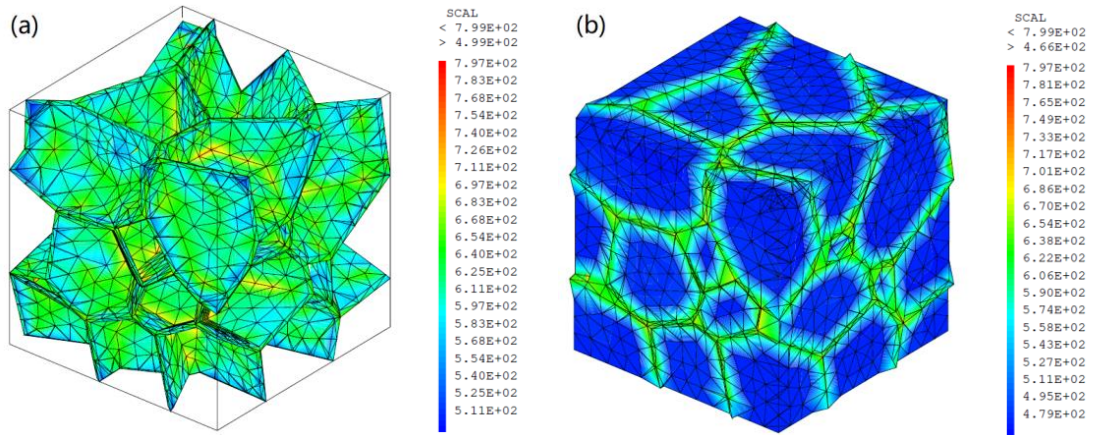 (a)
SCAL
< 7.99E+02
> 4.99E+02
7.97E+02
7.83E+02
7.68E+02
7.54E+02
7.40E+02
7.26E+02
7.11E+02
6.97E+02
6.83E+02
6.68E+02
6.54E+02
6.40E+02
6.25E+02
6.11E+02
5.97E+02
5.83E+02
5.68E+02
5.54E+02
5.40E+02
5.25E+02
5.11E+02
(b)
SCAL
< 7.99E+02
> 4.66E+02
7.97E+02
7.81E+02
7.65E+02
7.49E+02
7.33E+02
7.17E+02
7.01E+02
6.86E+02
6.70E+02
6.54E+02
6.38E+02
6.22E+02
6.06E+02
5.90E+02
5.74E+02
5.58E+02
5.43E+02
5.27E+02
5.11E+02
4.95E+02
4.79E+02